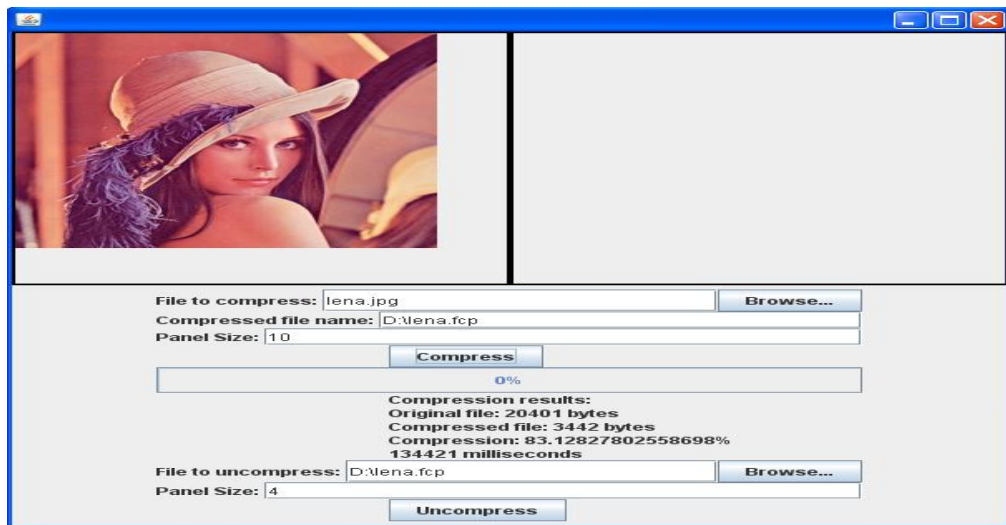 File to compress: lena.jpg Browse...
Compressed file name: D:\lena.fcp
Panel Size: 10
Compress
0%
Compression results:
Original file: 20401 bytes
Compressed file: 3442 bytes
Compression: 83.12827802558698%
134421 milliseconds
File to uncompress: D:\lena.fcp Browse...
Panel Size: 4
Uncompress